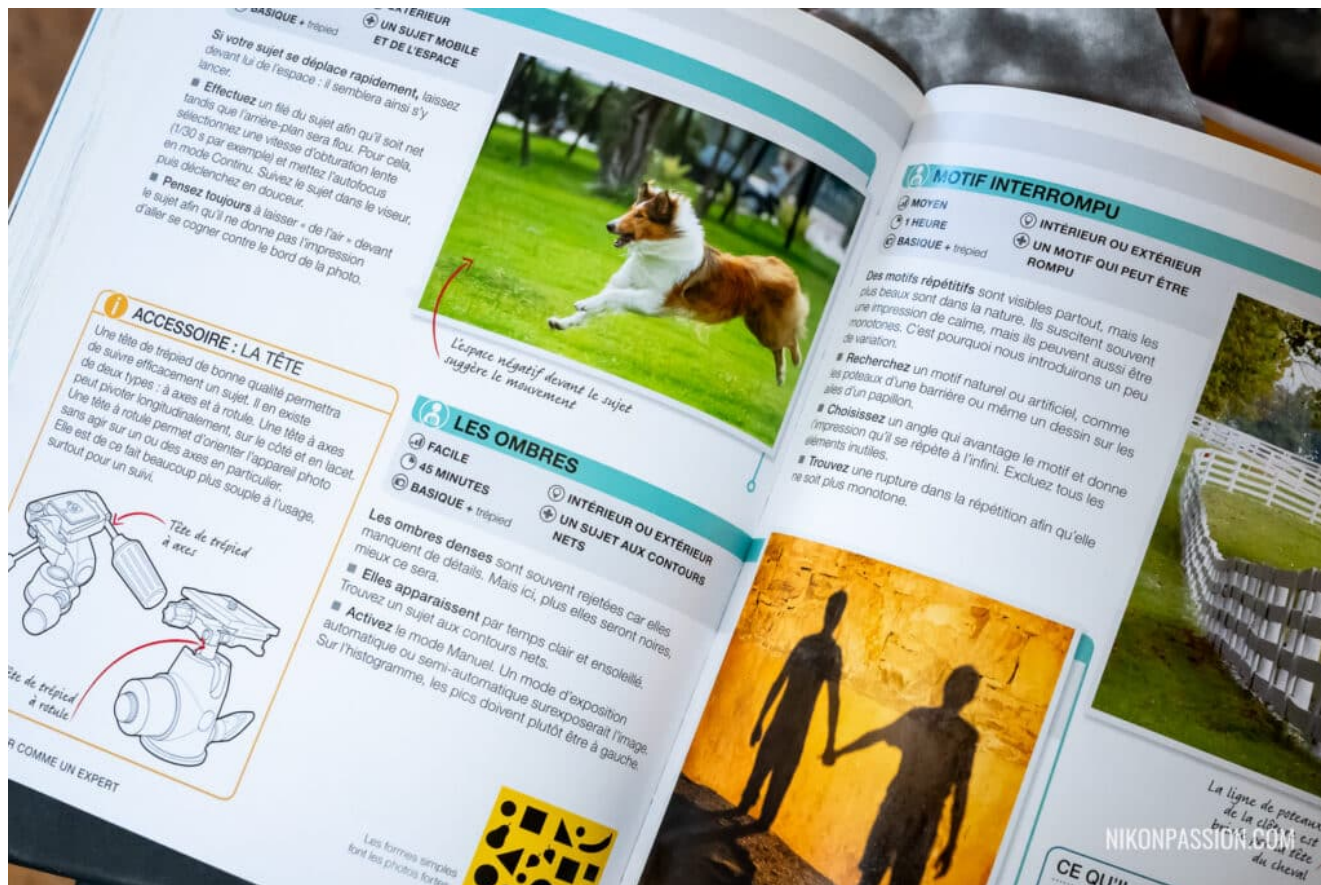 BASIQUE + trépied
EXTÉRIEUR
UN SUJET MOBILE
ET DE L'ESPACE
Si votre sujet se déplace rapidement, laissez
devant lui de l'espace : il semblera ainsi s'y
lancer.
■ Effectuez un filé du sujet afin qu'il soit net
tandis que l'arrière-plan sera flou. Pour cela,
sélectionnez une vitesse d'obturation lente
(1/30 s par exemple) et mettez l'autofocus
en mode Continu. Suivez le sujet dans le viseur,
puis déclenchez en douceur.
■ Pensez toujours à laisser « de l'air » devant
le sujet afin qu'il ne donne pas l'impression
d'aller se cogner contre le bord de la photo.
L'espace négatif devant le sujet
suggère le mouvement
i ACCESSOIRE : LA TÊTE
Une tête de trépied de bonne qualité permettra
de suivre efficacement un sujet. Il en existe
de deux types : à axes et à rotule. Une tête à axes
peut pivoter longitudinalement, sur le côté et en lacet.
Une tête à rotule permet d'orienter l'appareil photo
sans agir sur un ou des axes en particulier.
Elle est de ce fait beaucoup plus souple à l'usage,
surtout pour un suivi.
Tête de trépied
à axes
Tête de trépied
à rotule
R COMME UN EXPERT
LES OMBRES
FACILE
45 MINUTES
BASIQUE + trépied
INTÉRIEUR OU EXTÉRIEUR
UN SUJET AUX CONTOURS
NETS
Les ombres denses sont souvent rejetées car elles
manquent de détails. Mais ici, plus elles seront noires,
mieux ce sera.
■ Elles apparaissent par temps clair et ensoleillé.
Trouvez un sujet aux contours nets.
■ Activez le mode Manuel. Un mode d'exposition
automatique ou semi-automatique surexposerait l'image.
Sur l'histogramme, les pics doivent plutôt être à gauche.
Les formes simples
font les photos fortes
MOTIF INTERROMPU
MOYEN
1 HEURE
BASIQUE + trépied
INTÉRIEUR OU EXTÉRIEUR
UN MOTIF QUI PEUT ÊTRE
ROMPU
Des motifs répétitifs sont visibles partout, mais les
plus beaux sont dans la nature. Ils suscitent souvent
une impression de calme, mais ils peuvent aussi être
monotones. C'est pourquoi nous introduirons un peu
de variation.
■ Recherchez un motif naturel ou artificiel, comme
les poteaux d'une barrière ou même un dessin sur les
ailes d'un papillon.
■ Choisissez un angle qui avantage le motif et donne
l'impression qu'il se répète à l'infini. Excluez tous les
éléments inutiles.
■ Trouvez une rupture dans la répétition afin qu'elle
ne soit plus monotone.
La ligne de poteaux
de la clôture est
tête
du cheval
CE QU'I
NIKONPASSION.COM